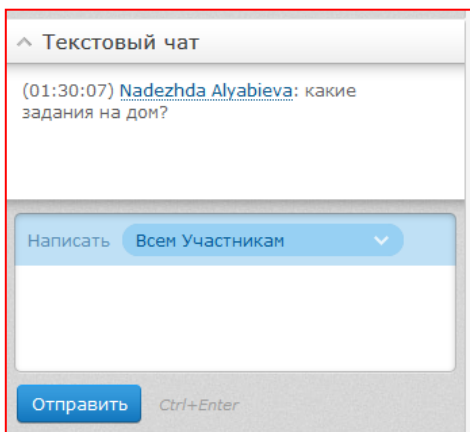 Текстовый чат
(01:30:07) Nadezhda Alyabieva: какие
задания на дом?
Написать Всем Участникам
Отправить Ctrl+Enter